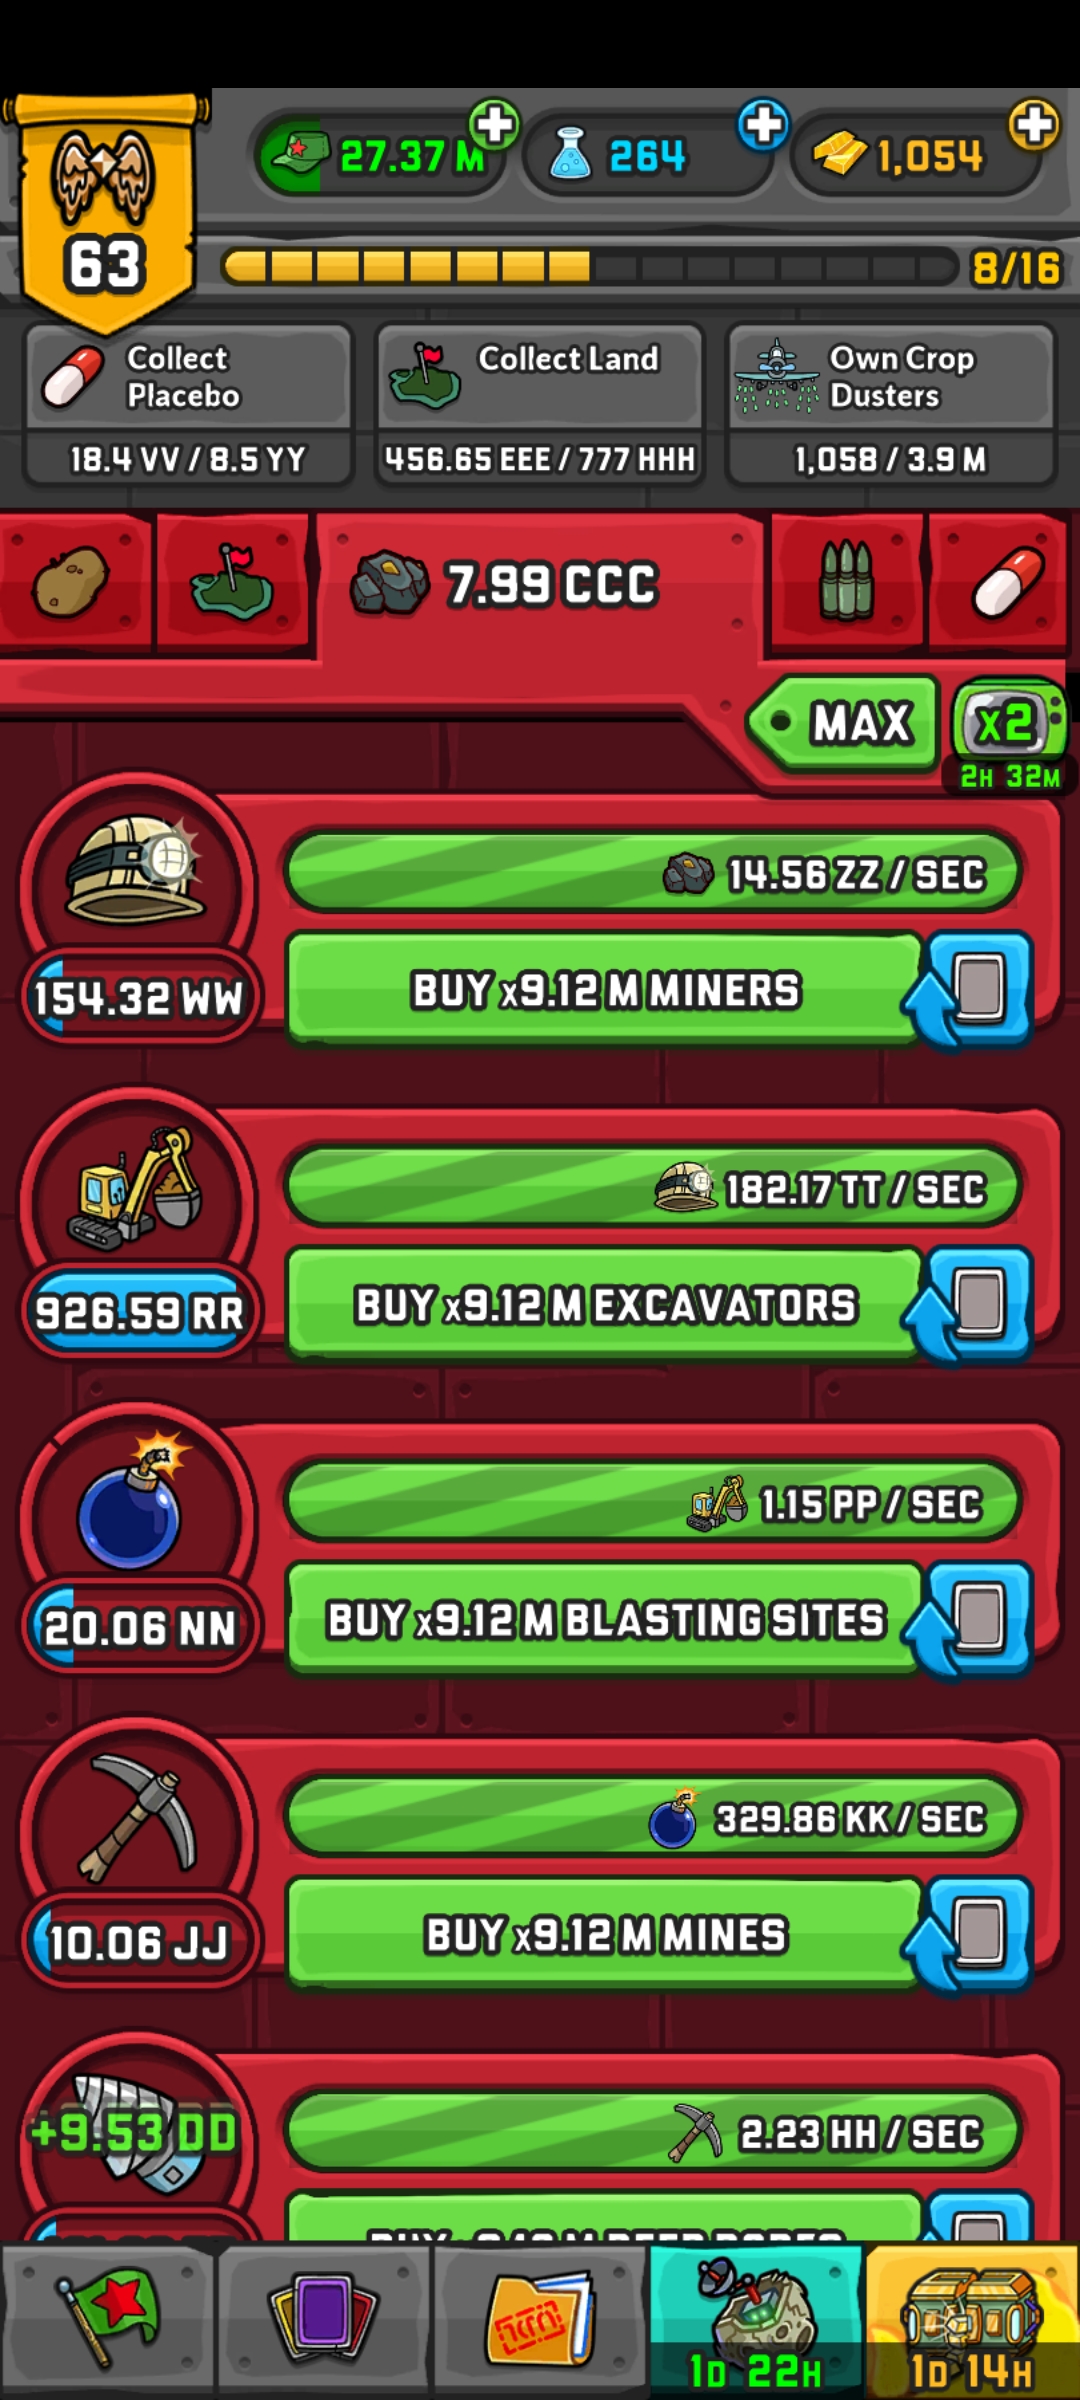 27.37 M
264
1,054
63
8/16
Collect
Placebo
18.4 VV / 8.5 YY
Collect Land
456.65 EEE / 777 HHH
Own Crop
Dusters
1,058 / 3.9 M
7.99 CCC
MAX
x2
2H 32M
14.56 ZZ / SEC
154.32 WW
BUY x9.12 M MINERS
182.17 TT / SEC
926.59 RR
BUY x9.12 M EXCAVATORS
1.15 PP / SEC
20.06 NN
BUY x9.12 M BLASTING SITES
329.86 KK / SEC
10.06 JJ
BUY x9.12 M MINES
+9.53 DD
2.23 HH / SEC
1D 22H
1D 14H